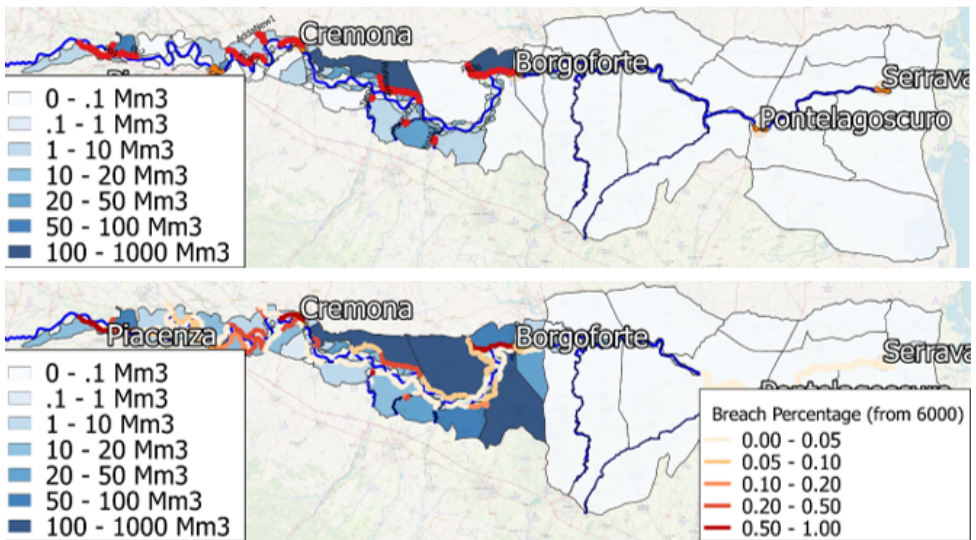 Cremona
Borgoforte
Serrava
Pontelagoscuro
0 - .1 Mm3
.1 - 1 Mm3
1 - 10 Mm3
10 - 20 Mm3
20 - 50 Mm3
50 - 100 Mm3
100 - 1000 Mm3
Cremona
Piacenza
Borgoforte
Serrava
0 - .1 Mm3
.1 - 1 Mm3
1 - 10 Mm3
10 - 20 Mm3
20 - 50 Mm3
50 - 100 Mm3
100 - 1000 Mm3
Breach Percentage (from 6000)
0.00 - 0.05
0.05 - 0.10
0.10 - 0.20
0.20 - 0.50
0.50 - 1.00